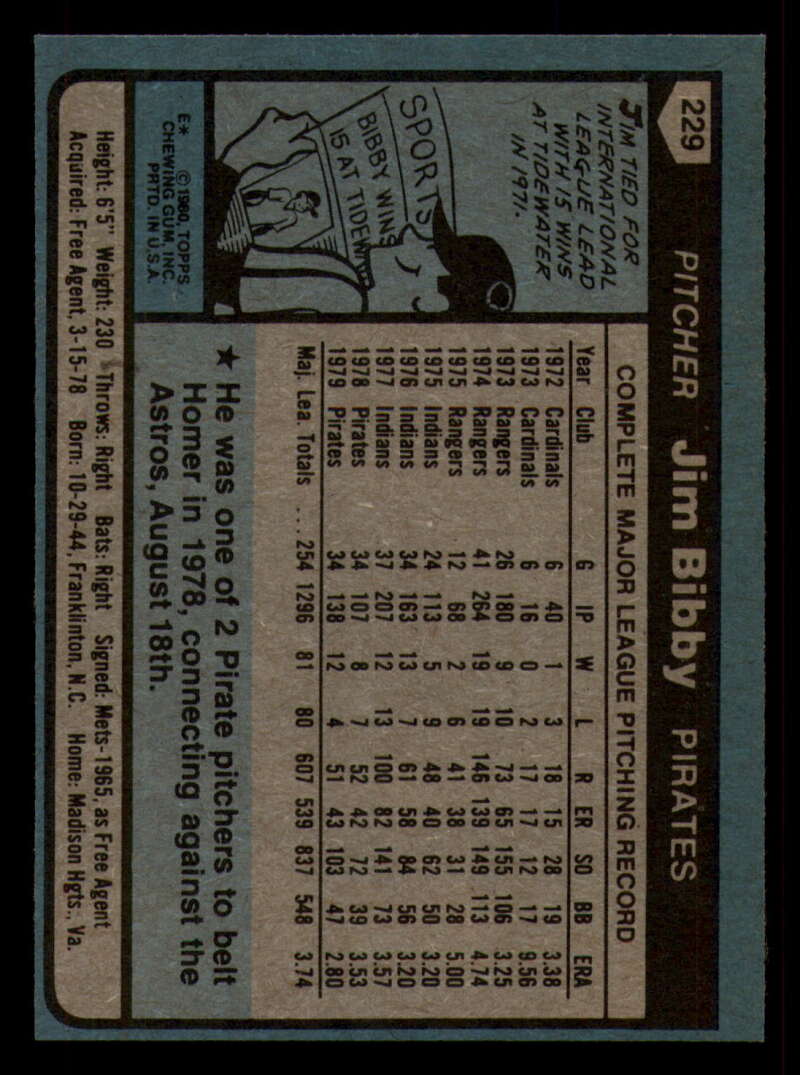 229
PITCHER Jim Bibby PIRATES
JIM TIED FOR
INTERNATIONAL
LEAGUE LEAD
WITH 15 WINS
AT TIDEWATER
IN 1971.
SPORTS
BIBBY WINS
15 AT TIDEW
E* © 1980, TOPPS
CHEWING GUM, INC.
PRTD. IN U.S.A.
COMPLETE MAJOR LEAGUE PITCHING RECORD
Year Club G IP W L R ER SO BB ERA
1972 Cardinals 6 40 1 3 18 15 28 19 3.38
1973 Cardinals 6 16 0 2 17 17 12 17 9.56
1973 Rangers 26 180 9 10 73 65 155 106 3.25
1974 Rangers 41 264 19 19 146 139 149 113 4.74
1975 Rangers 12 68 2 6 41 38 31 28 5.00
1975 Indians 24 113 5 9 48 40 62 50 3.20
1976 Indians 34 163 13 7 61 58 84 56 3.20
1977 Indians 37 207 12 13 100 82 141 73 3.57
1978 Pirates 34 107 8 7 52 42 72 39 3.53
1979 Pirates 34 138 12 4 51 43 103 47 2.80
Maj. Lea. Totals ... 254 1296 81 80 607 539 837 548 3.74
★ He was one of 2 Pirate pitchers to belt
Homer in 1978, connecting against the
Astros, August 18th.
Height: 6'5" Weight: 230 Throws: Right Bats: Right Signed: Mets-1965, as Free Agent
Acquired: Free Agent, 3-15-78 Born: 10-29-44, Franklinton, N.C. Home: Madison Hgts., Va.